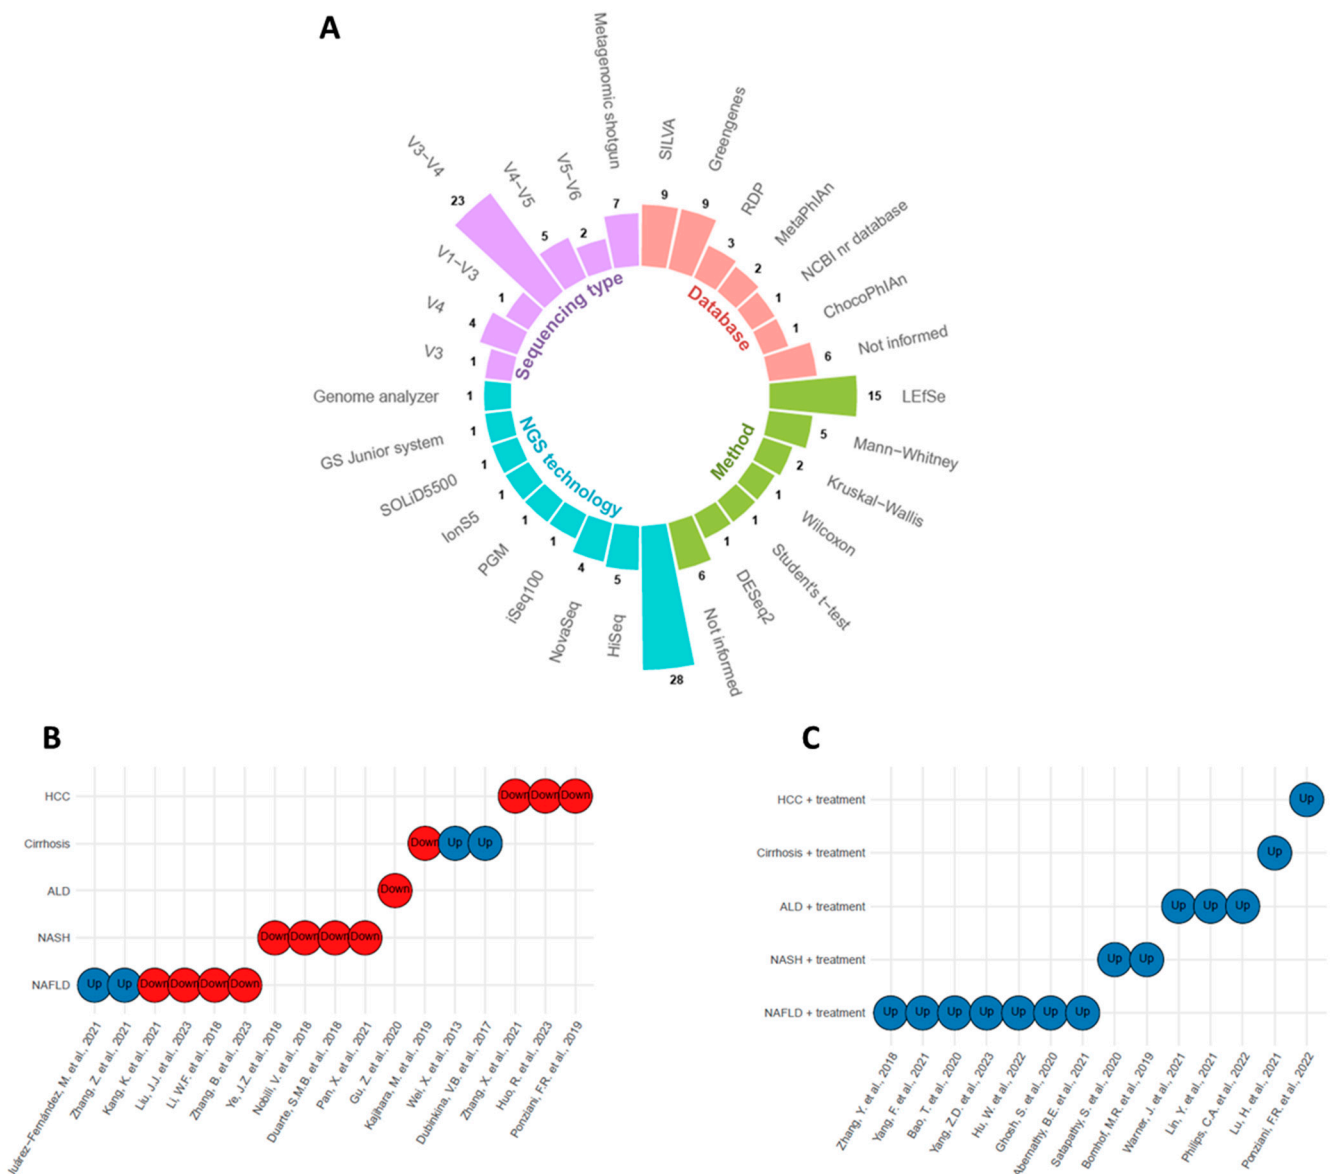 A
Metagenomic shotgun
SILVA
Greengenes
V3−V4
V4−V5
V5−V6
RDP
MetaPhlAn
23
5
2
7
9
9
3
2
V1−V3
NCBI nr database
1
1
ChocoPhlAn
V4
4
1
Not informed
V3
1
6
Sequencing type
Database
Genome analyzer
1
15
LEfSe
GS Junior system
1
5
Mann−Whitney
SOLiD5500
1
2
Kruskal−Wallis
IonS5
1
1
Wilcoxon
PGM
1
1
Student's t−test
iSeq100
1
1
DESeq2
NovaSeq
4
6
Not informed
HiSeq
5
28
NGS technology
Method
B
HCC
Down Down Down
Cirrhosis
Down Up Up
ALD
Down
NASH
Down Down Down Down
NAFLD
Up Up Down Down Down Down
Juárez−Fernández, M. et al., 2021
Zhang, Z. et al., 2021
Kang, K. et al., 2021
Liu, J.J. et al., 2023
Li, W.F. et al., 2018
Zhang, B. et al., 2023
Ye, J.Z. et al., 2018
Nobili, V. et al., 2018
Duarte, S.M.B. et al., 2018
Pan, X. et al., 2021
Gu, Z. et al., 2020
Kajihara, M. et al., 2019
Wei, X. et al., 2013
Dubinkina, V.B. et al., 2017
Zhang, X. et al., 2021
Huo, R. et al., 2023
Ponziani, F.R. et al., 2019
C
HCC + treatment
Up
Cirrhosis + treatment
Up
ALD + treatment
Up Up Up
NASH + treatment
Up Up
NAFLD + treatment
Up Up Up Up Up Up Up
Zhang, Y. et al., 2018
Yang, F. et al., 2021
Bao, T. et al., 2020
Yang, Z.D. et al., 2023
Hu, W. et al., 2022
Ghosh, S. et al., 2020
Abernathy, B.E. et al., 2021
Satapathy, S. et al., 2020
Bomhof, M.R. et al., 2019
Warner, J. et al., 2021
Lin, Y. et al., 2021
Philips, C.A. et al., 2022
Lu, H. et al., 2021
Ponziani, F.R. et al., 2022